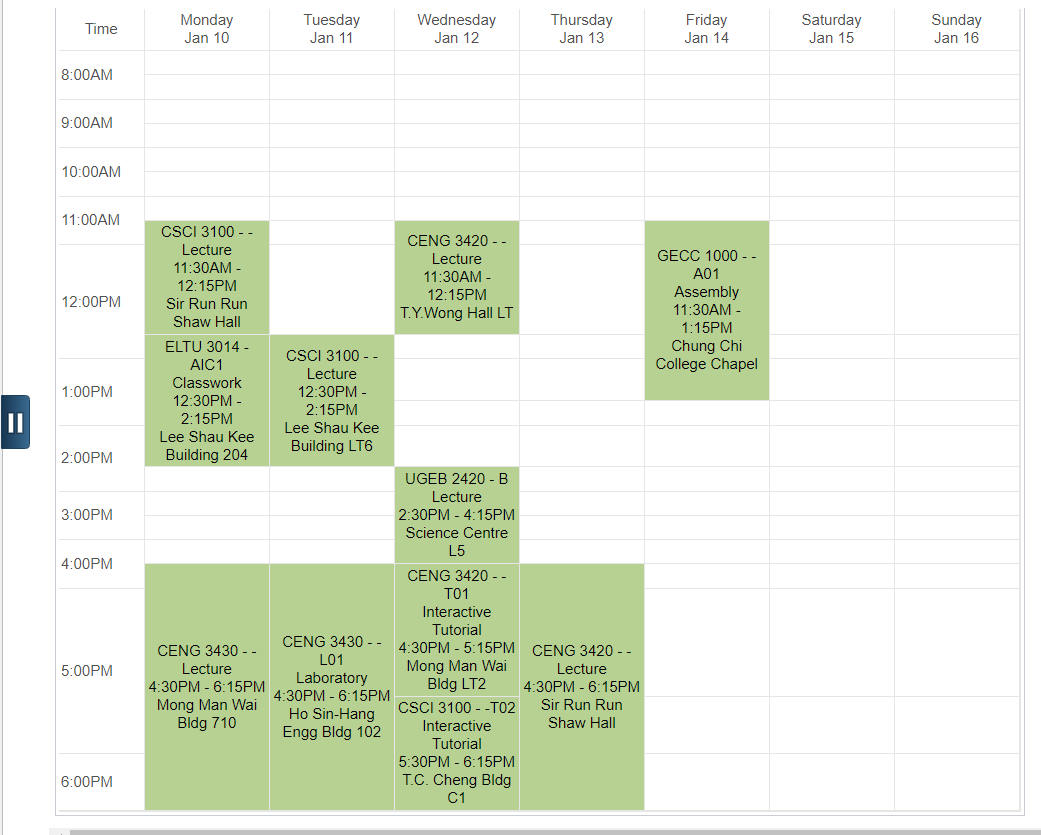 Time
Monday
Jan 10
Tuesday
Jan 11
Wednesday
Jan 12
Thursday
Jan 13
Friday
Jan 14
Saturday
Jan 15
Sunday
Jan 16
8:00AM
9:00AM
10:00AM
11:00AM
CSCI 3100 - -
Lecture
11:30AM -
12:15PM
Sir Run Run
Shaw Hall
CENG 3420 - -
Lecture
11:30AM -
12:15PM
T.Y.Wong Hall LT
GECC 1000 - -
A01
Assembly
11:30AM -
1:15PM
Chung Chi
College Chapel
12:00PM
ELTU 3014 -
AIC1
Classwork
12:30PM -
2:15PM
Lee Shau Kee
Building 204
CSCI 3100 - -
Lecture
12:30PM -
2:15PM
Lee Shau Kee
Building LT6
1:00PM
2:00PM
UGEB 2420 - B
Lecture
2:30PM - 4:15PM
Science Centre
L5
3:00PM
4:00PM
CENG 3430 - -
Lecture
4:30PM - 6:15PM
Mong Man Wai
Bldg 710
CENG 3430 - -
L01
Laboratory
4:30PM - 6:15PM
Ho Sin-Hang
Engg Bldg 102
CENG 3420 - -
T01
Interactive
Tutorial
4:30PM - 5:15PM
Mong Man Wai
Bldg LT2
CENG 3420 - -
Lecture
4:30PM - 6:15PM
Sir Run Run
Shaw Hall
5:00PM
CSCI 3100 - -T02
Interactive
Tutorial
5:30PM - 6:15PM
T.C. Cheng Bldg
C1
6:00PM